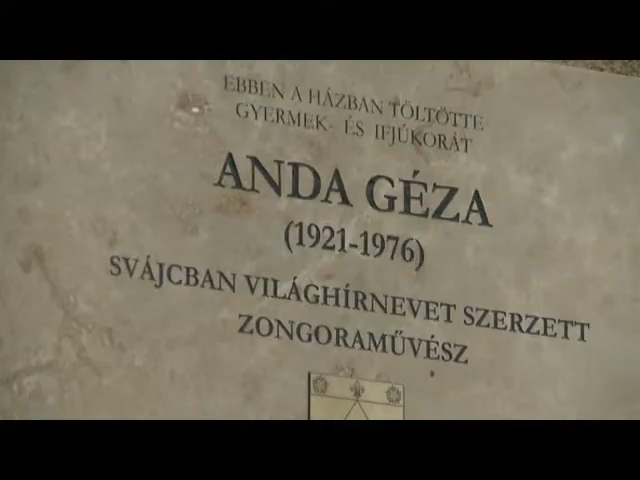 EBBEN A HÁZBAN TÖLTÖTTE
GYERMEK- ÉS IFJÚKORÁT
ANDA GÉZA
(1921-1976)
SVÁJCBAN VILÁGHÍRNEVET SZERZETT
ZONGORAMŰVÉSZ